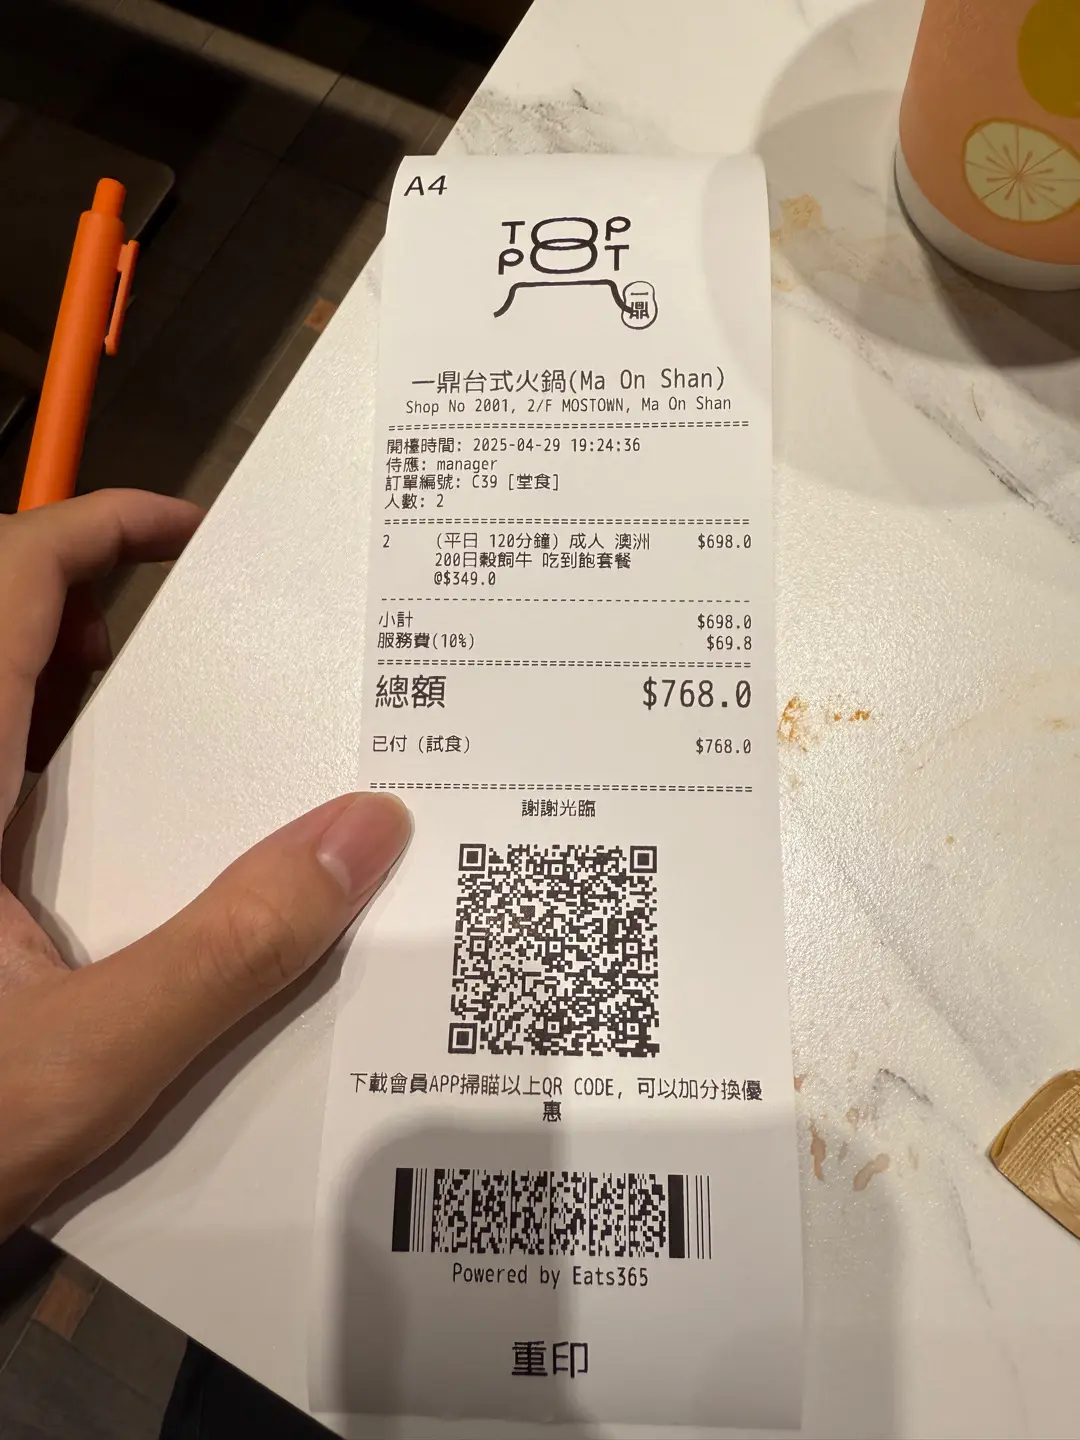 A4
TOP
POT
一鼎
一鼎台式火鍋(Ma On Shan)
Shop No 2001, 2/F MOSTOWN, Ma On Shan
開檯時間: 2025-04-29 19:24:36
侍應: manager
訂單編號: C39 [堂食]
人數: 2
2 (平日 120分鐘) 成人 澳洲 $698.0
200日穀飼牛 吃到飽套餐
@$349.0
小計 $698.0
服務費(10%) $69.8
總額 $768.0
已付 (試食) $768.0
謝謝光臨
下載會員APP掃瞄以上QR CODE, 可以加分換優
惠
Powered by Eats365
重印